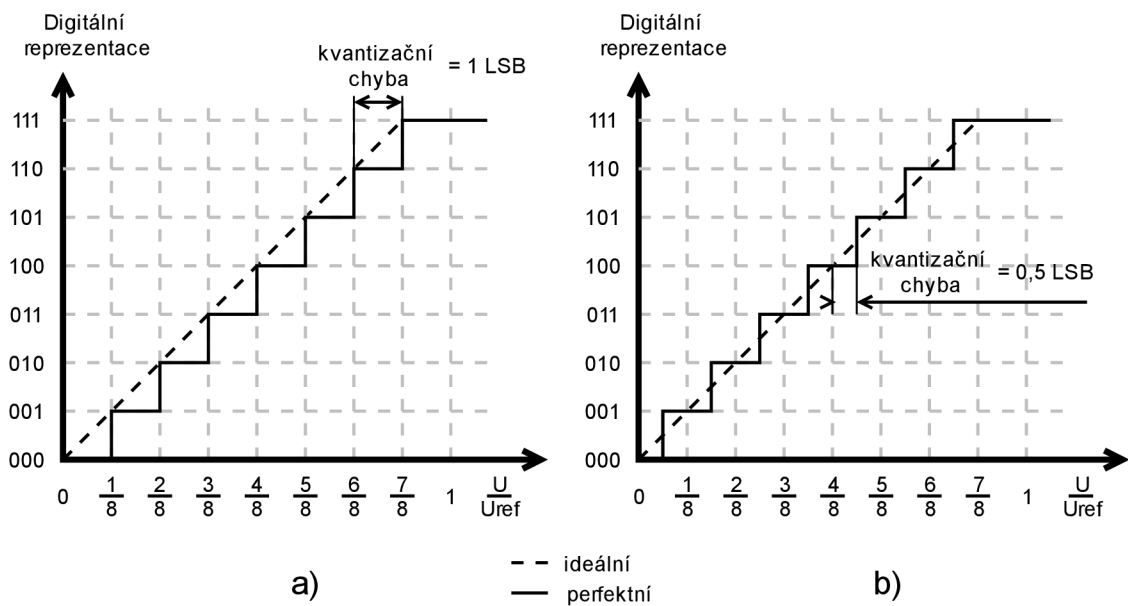 Digitální
reprezentace
kvantizační
chyba
= 1 LSB
111
110
101
100
011
010
001
000
0
1
8
2
8
3
8
4
8
5
8
6
8
7
8
1
U
Uref
a)
Digitální
reprezentace
111
110
101
100
011
010
001
000
kvantizační
chyba
= 0,5 LSB
0
1
8
2
8
3
8
4
8
5
8
6
8
7
8
1
U
Uref
b)
ideální
perfektní